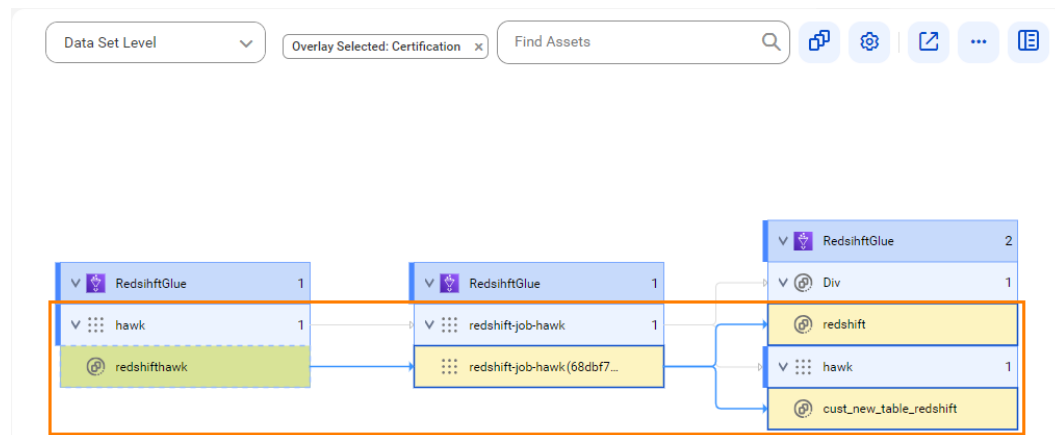 Data Set Level
Overlay Selected: Certification x
Find Assets
RedsihftGlue 2
RedsihftGlue 1
RedsihftGlue 1
Div 1
hawk 1
redshift-job-hawk 1
redshift
redshifthawk
redshift-job-hawk(68dbf7...
hawk 1
cust_new_table_redshift